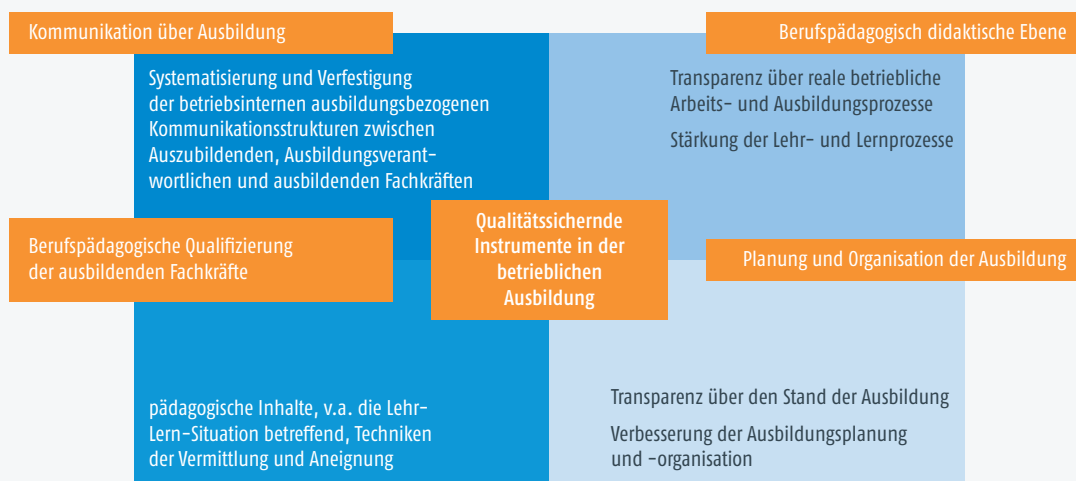 Kommunikation über Ausbildung
Systematisierung und Verfestigung
der betriebsinternen ausbildungsbezogenen
Kommunikationsstrukturen zwischen
Auszubildenden, Ausbildungsverant-
wortlichen und ausbildenden Fachkräften
Berufspädagogisch didaktische Ebene
Transparenz über reale betriebliche
Arbeits- und Ausbildungsprozesse
Stärkung der Lehr- und Lernprozesse
Qualitätssichernde
Instrumente in der
betrieblichen
Ausbildung
Berufspädagogische Qualifizierung
der ausbildenden Fachkräfte
pädagogische Inhalte, v.a. die Lehr-
Lern-Situation betreffend, Techniken
der Vermittlung und Aneignung
Planung und Organisation der Ausbildung
Transparenz über den Stand der Ausbildung
Verbesserung der Ausbildungsplanung
und -organisation